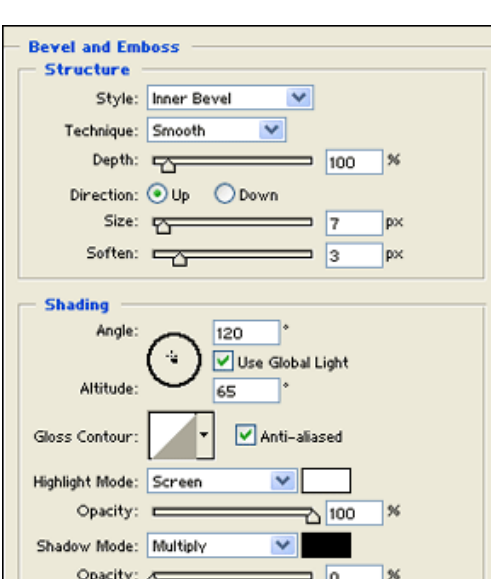 Bevel and Emboss
Structure
Style: Inner Bevel
Technique: Smooth
Depth: 100 %
Direction: Up Down
Size: 7 px
Soften: 3 px
Shading
Angle: 120 °
Use Global Light
Altitude: 65 °
Gloss Contour: Anti-aliased
Highlight Mode: Screen
Opacity: 100 %
Shadow Mode: Multiply
Opacity: 0 %